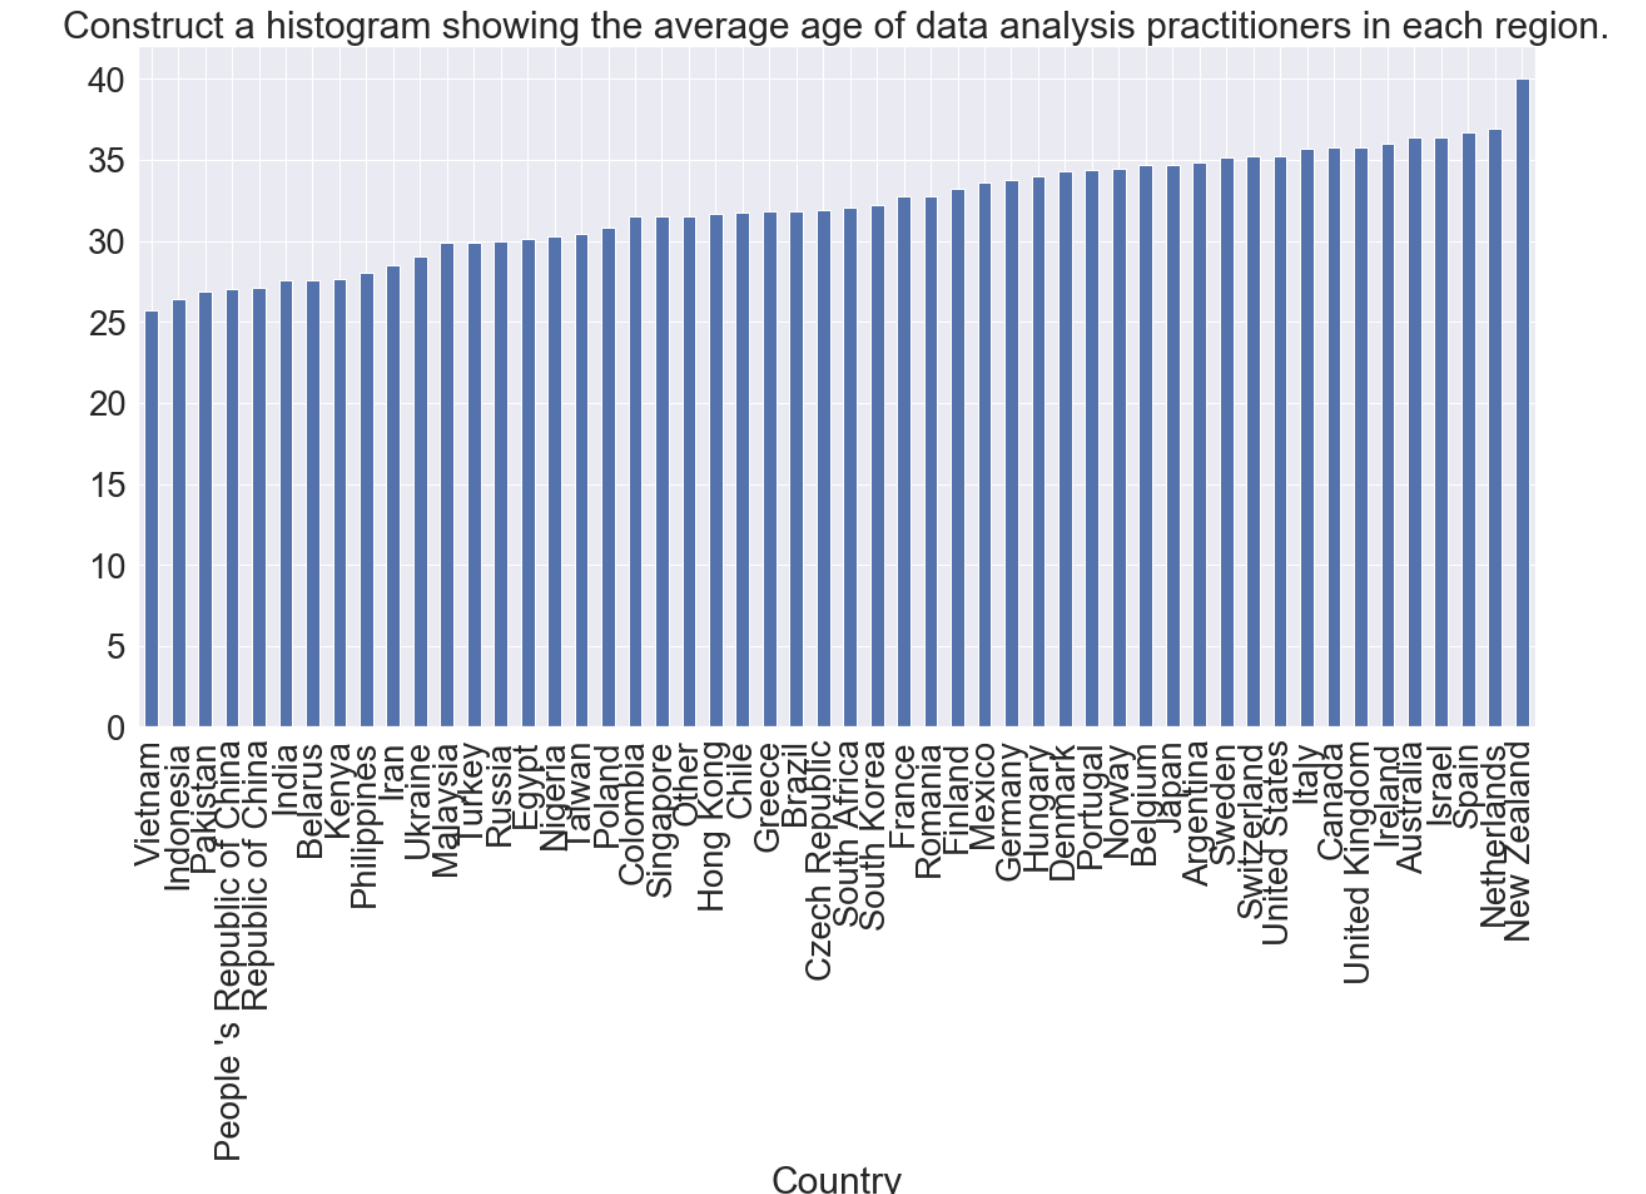 Construct a histogram showing the average age of data analysis practitioners in each region.
40
35
30
25
20
15
10
5
0
Vietnam
Indonesia
Pakistan
People 's Republic of China
Republic of China
India
Belarus
Kenya
Philippines
Iran
Ukraine
Malaysia
Turkey
Russia
Egypt
Nigeria
Taiwan
Poland
Colombia
Singapore
Other
Hong Kong
Chile
Greece
Brazil
Czech Republic
South Africa
South Korea
France
Romania
Finland
Mexico
Germany
Hungary
Denmark
Portugal
Norway
Belgium
Japan
Argentina
Sweden
Switzerland
United States
Italy
Canada
United Kingdom
Ireland
Australia
Israel
Spain
Netherlands
New Zealand
Country